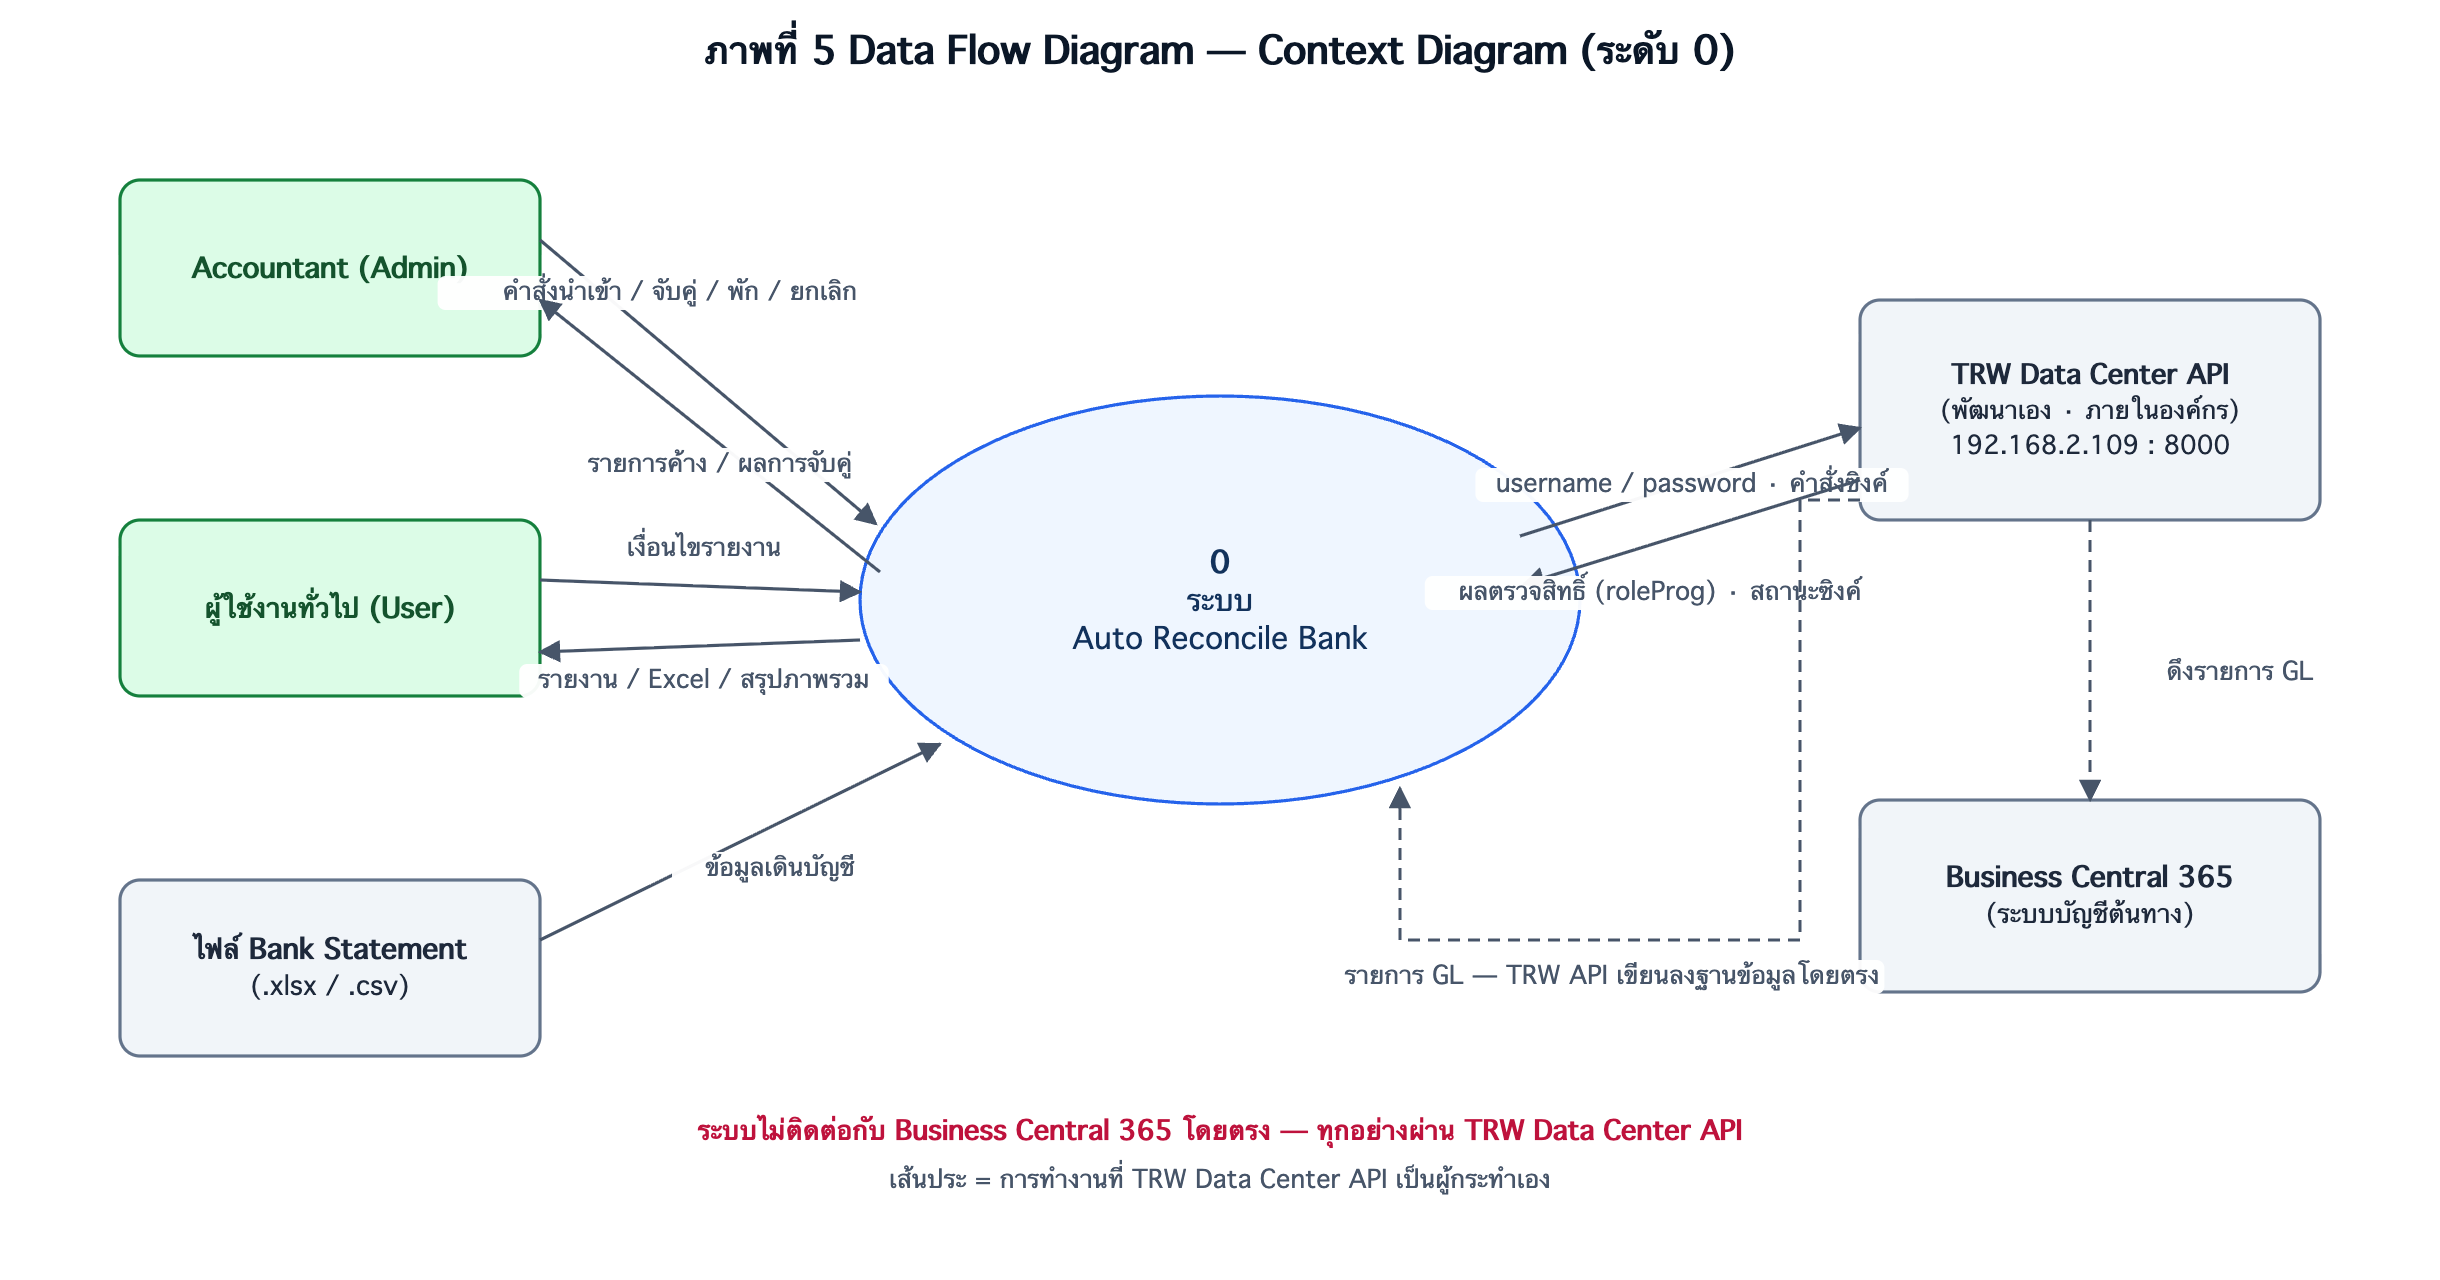 ภาพที่ 5 Data Flow Diagram — Context Diagram (ระดับ 0)
Accountant (Admin)
คำสั่งนำเข้า / จับคู่ / พัก / ยกเลิก
รายการค้าง / ผลการจับคู่
ผู้ใช้งานทั่วไป (User)
เงื่อนไขรายงาน
รายงาน / Excel / สรุปภาพรวม
ไฟล์ Bank Statement
(.xlsx / .csv)
ข้อมูลเดินบัญชี
0
ระบบ
Auto Reconcile Bank
TRW Data Center API
(พัฒนาเอง · ภายในองค์กร)
192.168.2.109 : 8000
username / password · คำสั่งซิงค์
ผลตรวจสิทธิ์ (roleProg) · สถานะซิงค์
ดึงรายการ GL
Business Central 365
(ระบบบัญชีต้นทาง)
รายการ GL — TRW API เขียนลงฐานข้อมูลโดยตรง
ระบบไม่ติดต่อกับ Business Central 365 โดยตรง — ทุกอย่างผ่าน TRW Data Center API
เส้นประ = การทำงานที่ TRW Data Center API เป็นผู้กระทำเอง